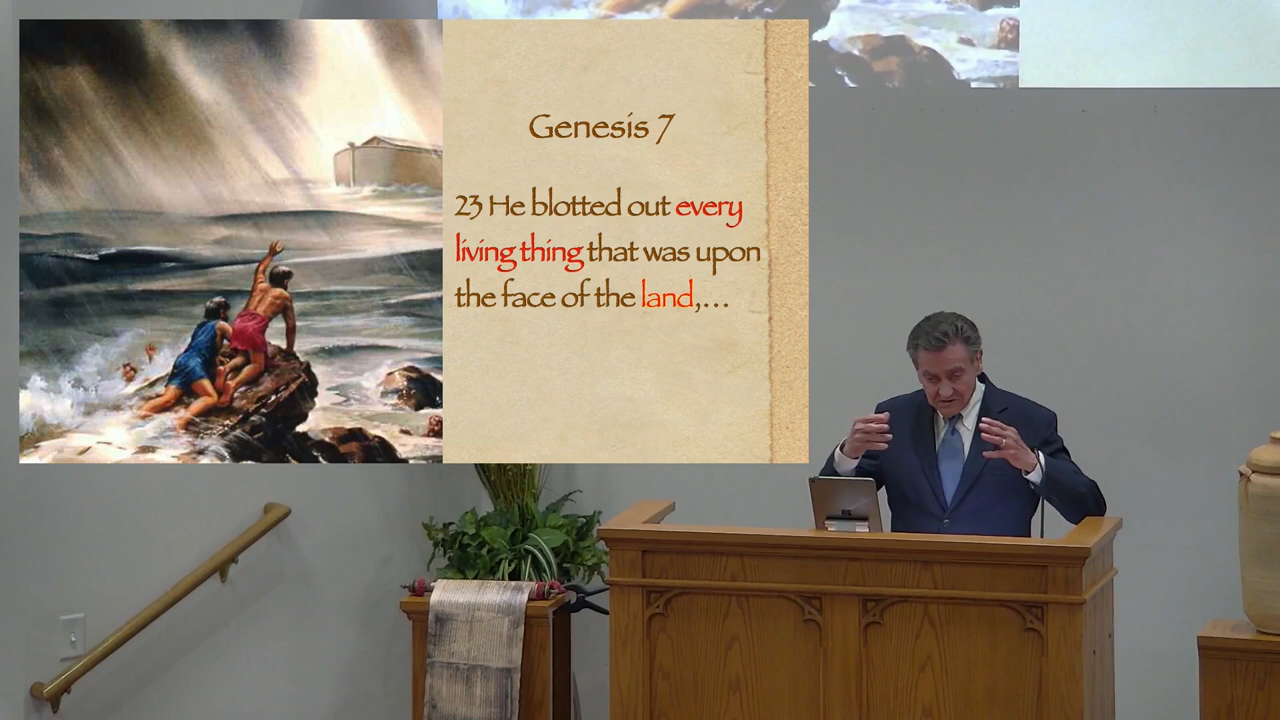 Genesis 7
23 He blotted out every
living thing that was upon
the face of the land,…